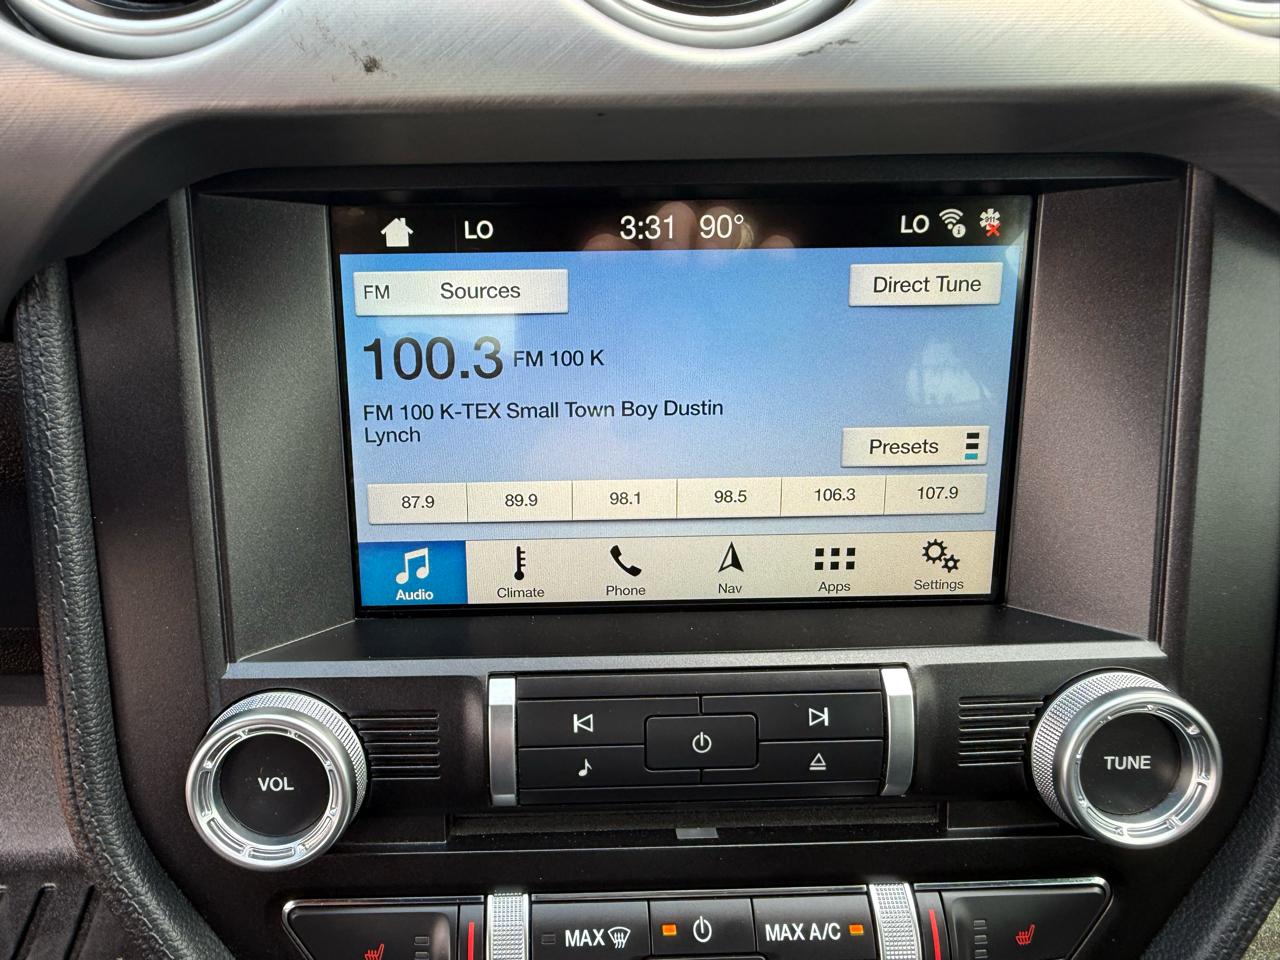 LO 3:31 90° LO
911
FM Sources Direct Tune
100.3 FM 100 K
FM 100 K-TEX Small Town Boy Dustin
Lynch
Presets
87.9 89.9 98.1 98.5 106.3 107.9
Audio Climate Phone Nav Apps Settings
VOL TUNE
MAX MAX A/C